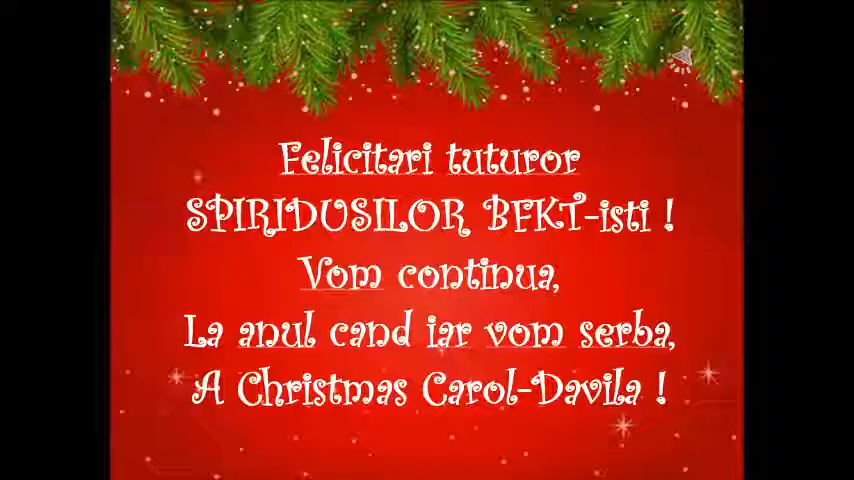 Felicitari tuturor
SPIRIDUSILOR BFKT-isti !
Vom continua,
La anul cand iar vom serba,
A Christmas Carol-Davila !